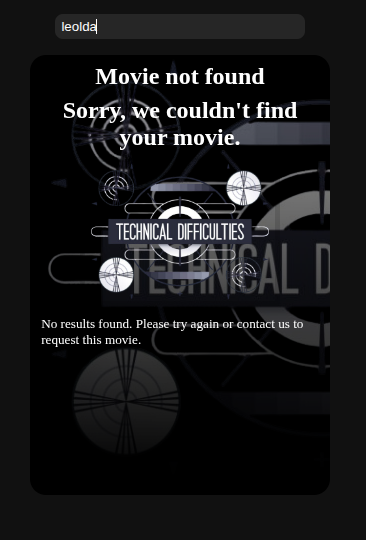 leolda
Movie not found
Sorry, we couldn't find
your movie.
TECHNICAL DIFFICULTIES
TECHNICAL D
No results found. Please try again or contact us to
request this movie.